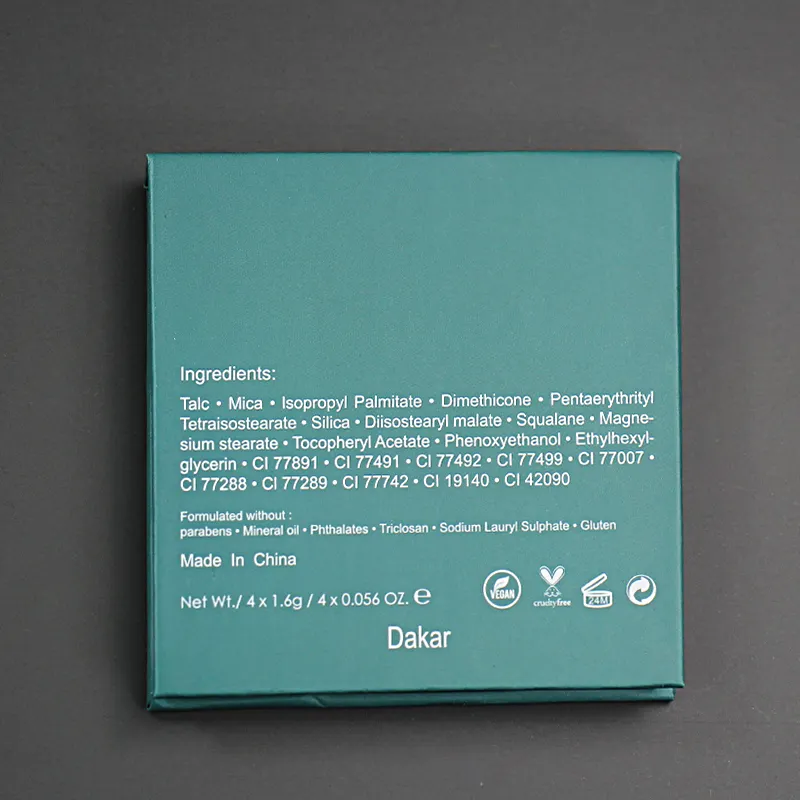 Ingredients:
Talc • Mica • Isopropyl Palmitate • Dimethicone • Pentaerythrityl
Tetraisostearate • Silica • Diisostearyl malate • Squalane • Magne-
sium stearate • Tocopheryl Acetate • Phenoxyethanol • Ethylhexyl-
glycerin • CI 77891 • CI 77491 • CI 77492 • CI 77499 • CI 77007 •
CI 77288 • CI 77289 • CI 77742 • CI 19140 • CI 42090
Formulated without :
parabens • Mineral oil • Phthalates • Triclosan • Sodium Lauryl Sulphate • Gluten
Made In China
Net Wt./ 4 x 1.6g / 4 x 0.056 OZ. ℮
VEGAN
crueltyfree
24M
Dakar